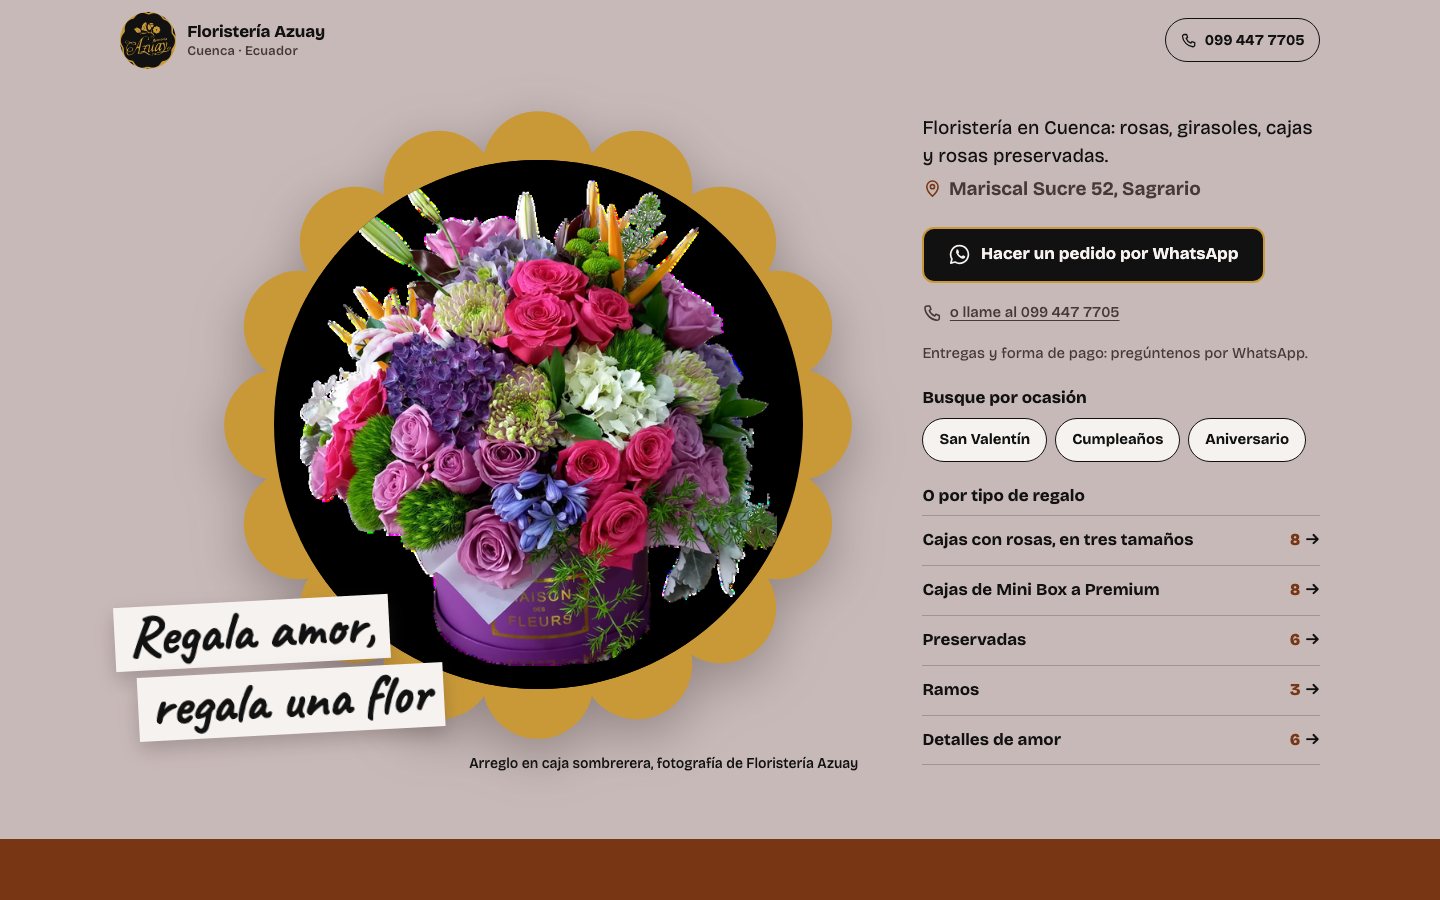 Azuay
Floristería Azuay
Cuenca · Ecuador
099 447 7705
Floristería en Cuenca: rosas, girasoles, cajas
y rosas preservadas.
Mariscal Sucre 52, Sagrario
Hacer un pedido por WhatsApp
o llame al 099 447 7705
Entregas y forma de pago: pregúntenos por WhatsApp.
Busque por ocasión
San Valentín
Cumpleaños
Aniversario
O por tipo de regalo
Cajas con rosas, en tres tamaños 8 →
Cajas de Mini Box a Premium 8 →
Preservadas 6 →
Ramos 3 →
Detalles de amor 6 →
MAISON
DES
FLEURS
Regala amor,
regala una flor
Arreglo en caja sombrerera, fotografía de Floristería Azuay